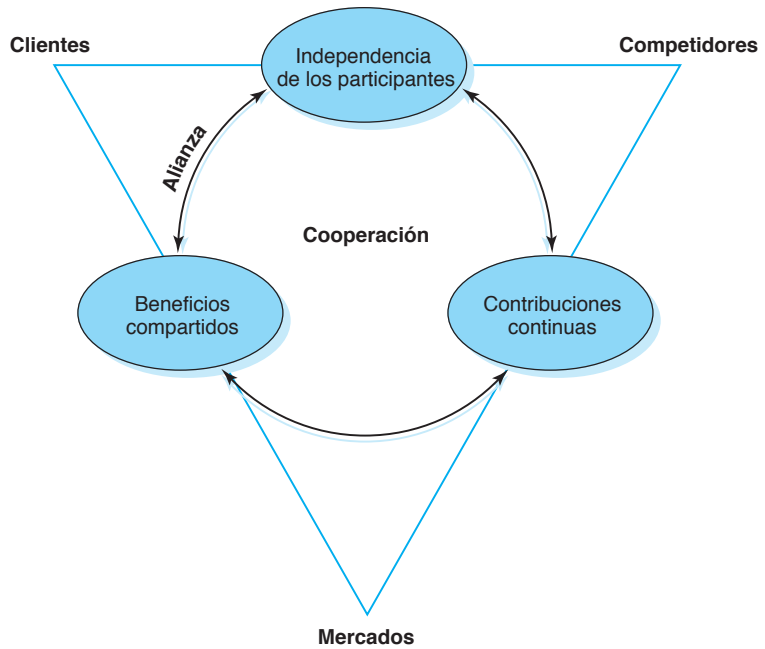 Clientes
Independencia
de los participantes
Competidores
Alianza
Cooperación
Beneficios
compartidos
Contribuciones
continuas
Mercados